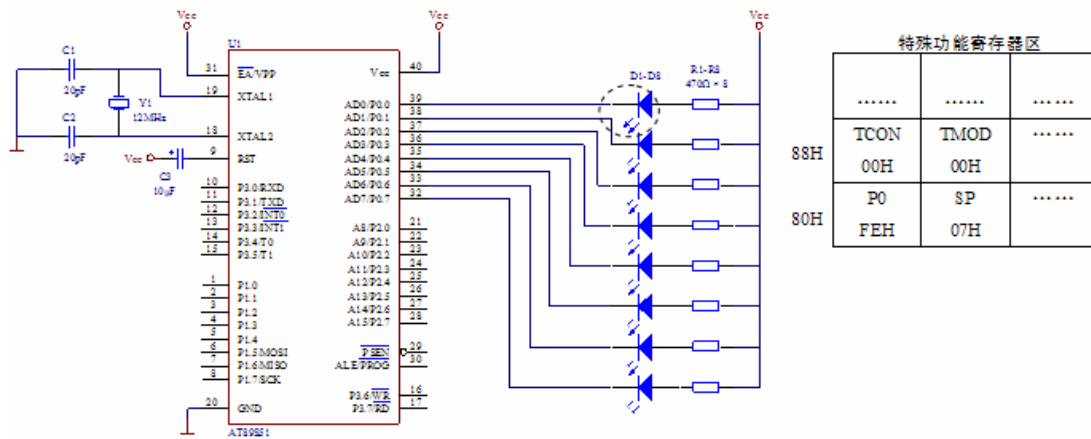 Vcc
Vcc
Vcc
U1
C1
20pF
Y1
12MHz
C2
20pF
Vcc
+
C3
10μF
31
EA/VPP
19
XTAL1
18
XTAL2
9
RST
10
P3.0/RXD
11
P3.1/TXD
12
P3.2/INT0
13
P3.3/INT1
14
P3.4/T0
15
P3.5/T1
1
P1.0
2
P1.1
3
P1.2
4
P1.3
5
P1.4
6
P1.5MOSI
7
P1.6MISO
8
P1.7/SCK
20
GND
Vcc
40
AD0/P0.0
39
AD1/P0.1
38
AD2/P0.2
37
AD3/P0.3
36
AD4/P0.4
35
AD5/P0.5
34
AD6/P0.6
33
AD7/P0.7
32
A8/P2.0
21
A9/P2.1
22
A10/P2.2
23
A11/P2.3
24
A12/P2.4
25
A13/P2.5
26
A14/P2.6
27
A15/P2.7
28
PSEN
29
ALE/PROG
30
P3.6/WR
16
P3.7/RD
17
AT89S51
D1-D8
R1-R8
470Ω×8
特殊功能寄存器区
…… …… ……
88H TCON TMOD ……
00H 00H
80H P0 SP ……
FEH 07H